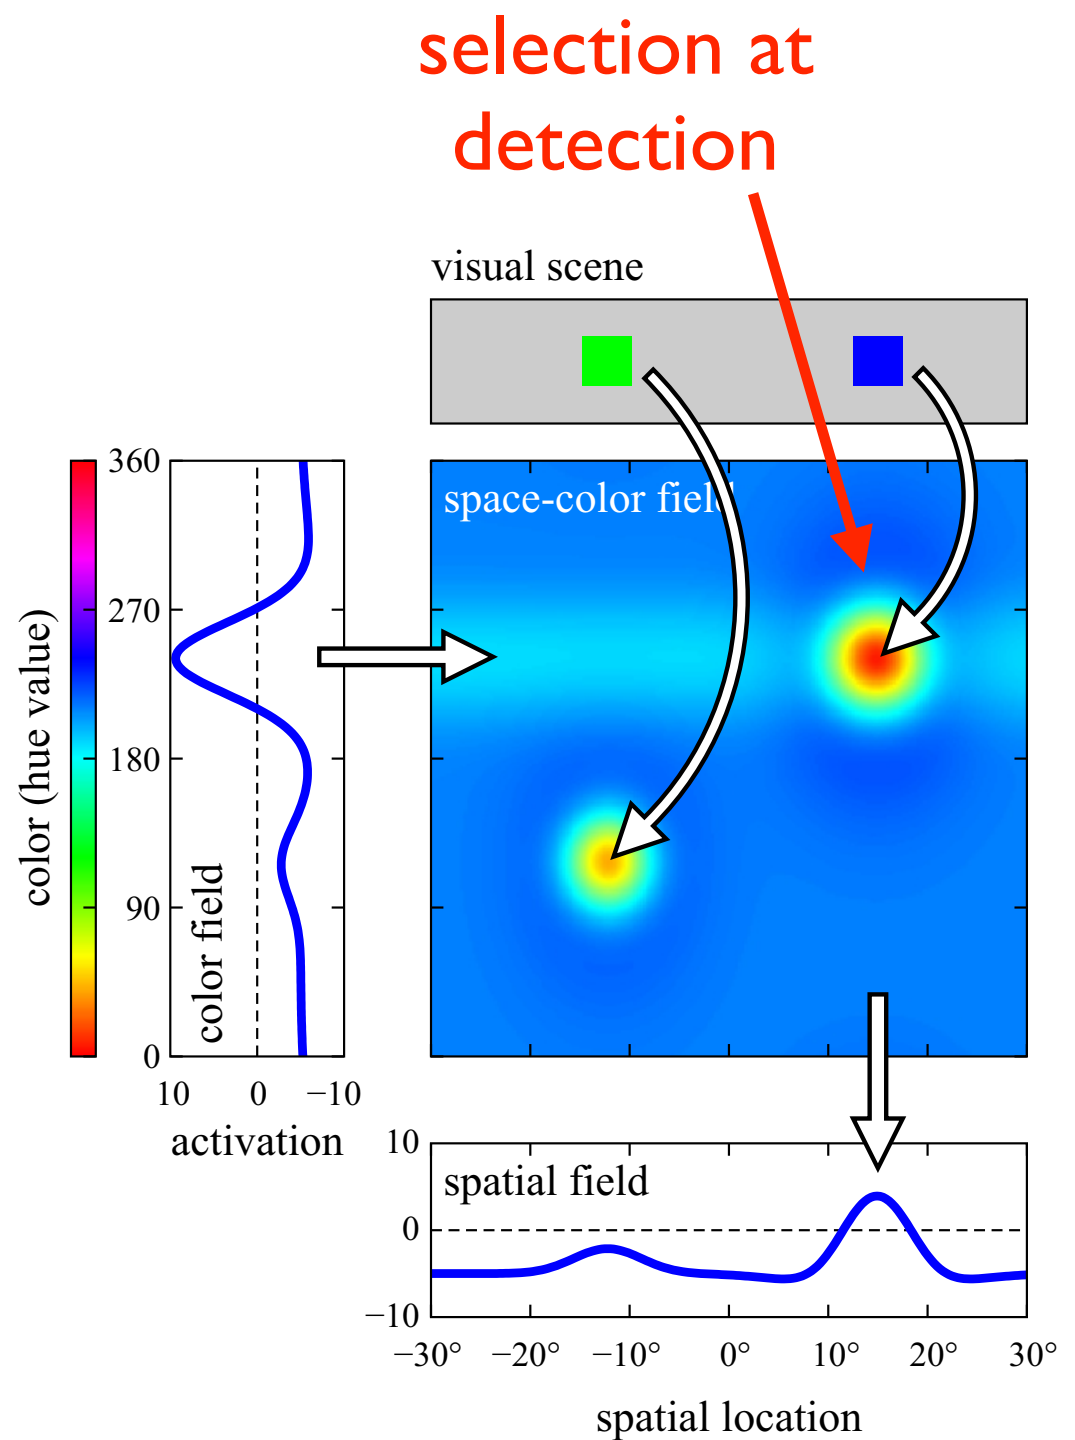 selection at
detection
visual scene
space-color field
color (hue value)
360
270
180
90
0
color field
10 0 −10
activation
spatial field
10
0
−10
−30° −20° −10° 0° 10° 20° 30°
spatial location